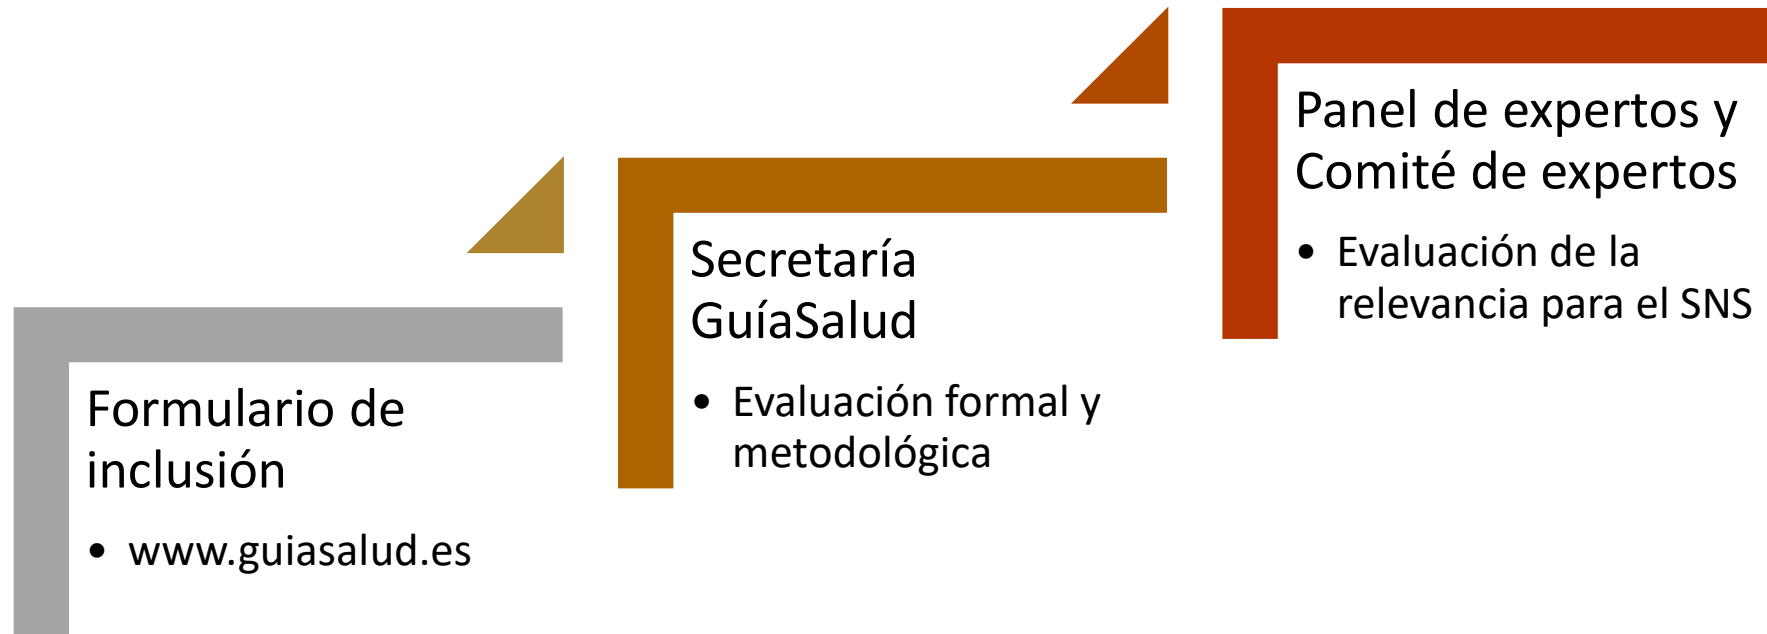 Formulario de
inclusión
• www.guiasalud.es
Secretaría
GuíaSalud
• Evaluación formal y
metodológica
Panel de expertos y
Comité de expertos
• Evaluación de la
relevancia para el SNS